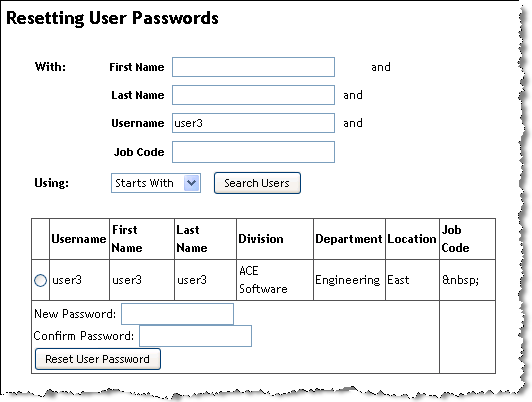 Resetting User Passwords
With: First Name and
Last Name and
Username user3 and
Job Code
Using: Starts With Search Users
Username First Name Last Name Division Department Location Job Code
user3 user3 user3 ACE Software Engineering East &nbsp;
New Password:
Confirm Password:
Reset User Password